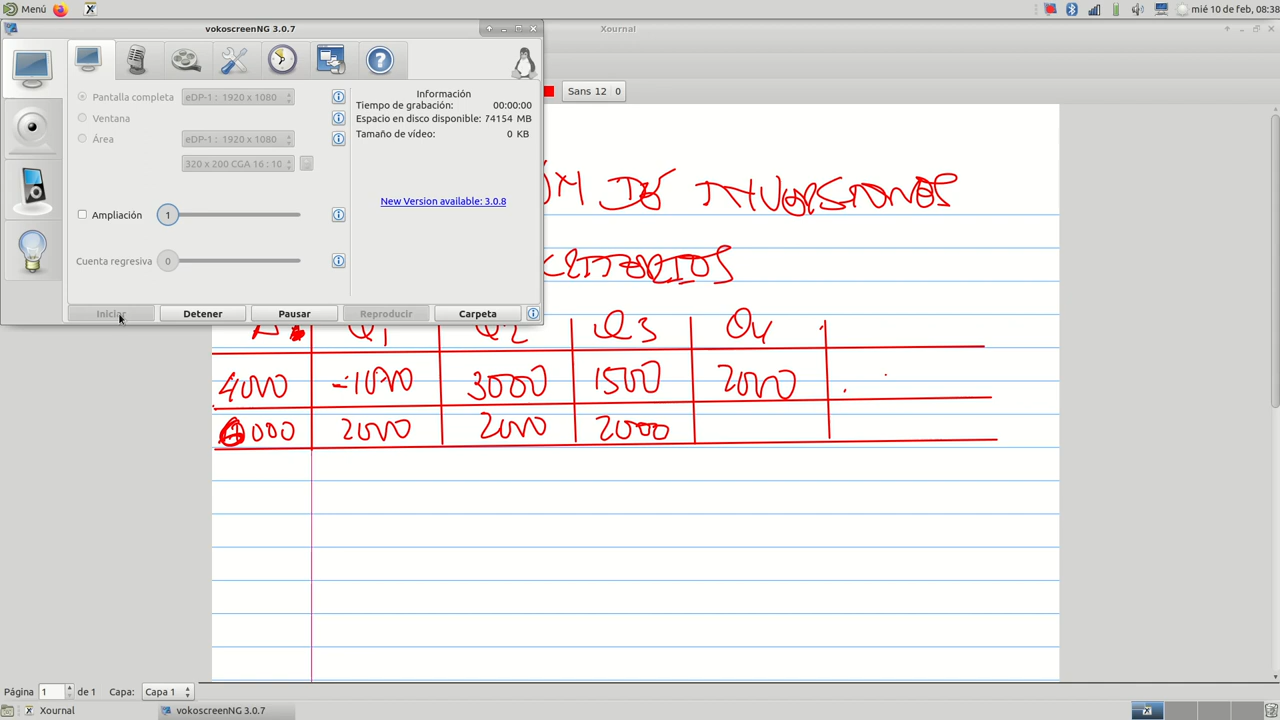 Menú
mié 10 de feb, 08:38
vokoscreenNG 3.0.7
Xournal
Sans 12 0
Pantalla completa
eDP-1 : 1920 x 1080
Ventana
Área
eDP-1 : 1920 x 1080
320 x 200 CGA 16 : 10
Ampliación
1
Cuenta regresiva
0
Información
Tiempo de grabación: 00:00:00
Espacio en disco disponible: 74154 MB
Tamaño de vídeo: 0 KB
New Version available: 3.0.8
Iniciar Detener Pausar Reproducir Carpeta
DE INVERSIONES
Q1 Q2 Q3 Q4
4000 -1000 3000 1500 2000
000 2000 2000 2000
Página 1 de 1 Capa: Capa 1
Xournal vokoscreenNG 3.0.7